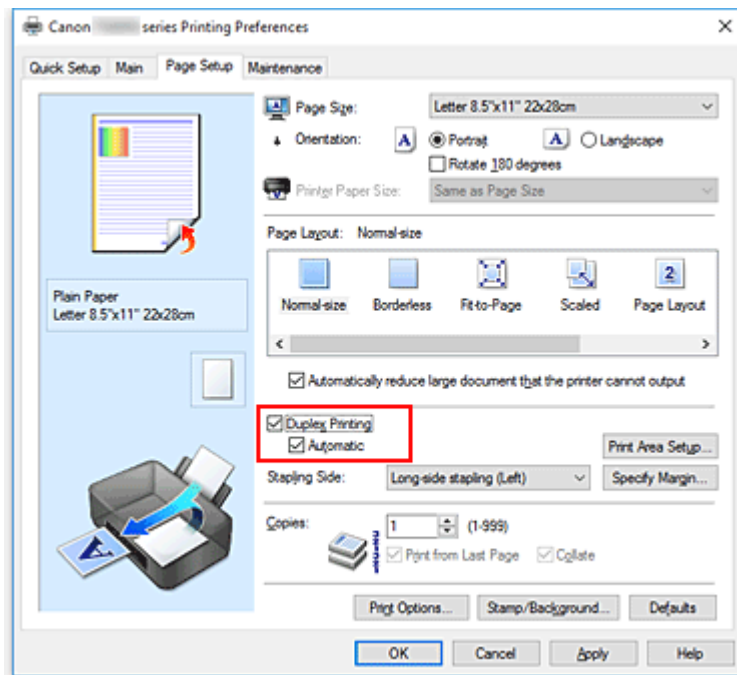 Canon series Printing Preferences
Quick Setup Main Page Setup Maintenance
Page Size: Letter 8.5"x11" 22x28cm
Orientation: A Portrait A Landscape
Rotate 180 degrees
Printer Paper Size: Same as Page Size
Page Layout: Normal-size
2
Normal-size Borderless Fit-to-Page Scaled Page Layout
Plain Paper
Letter 8.5"x11" 22x28cm
Automatically reduce large document that the printer cannot output
Duplex Printing
Automatic
Print Area Setup...
Stapling Side: Long-side stapling (Left) Specify Margin...
A
Copies: 1 (1-999)
Print from Last Page Collate
Print Options... Stamp/Background... Defaults
OK Cancel Apply Help